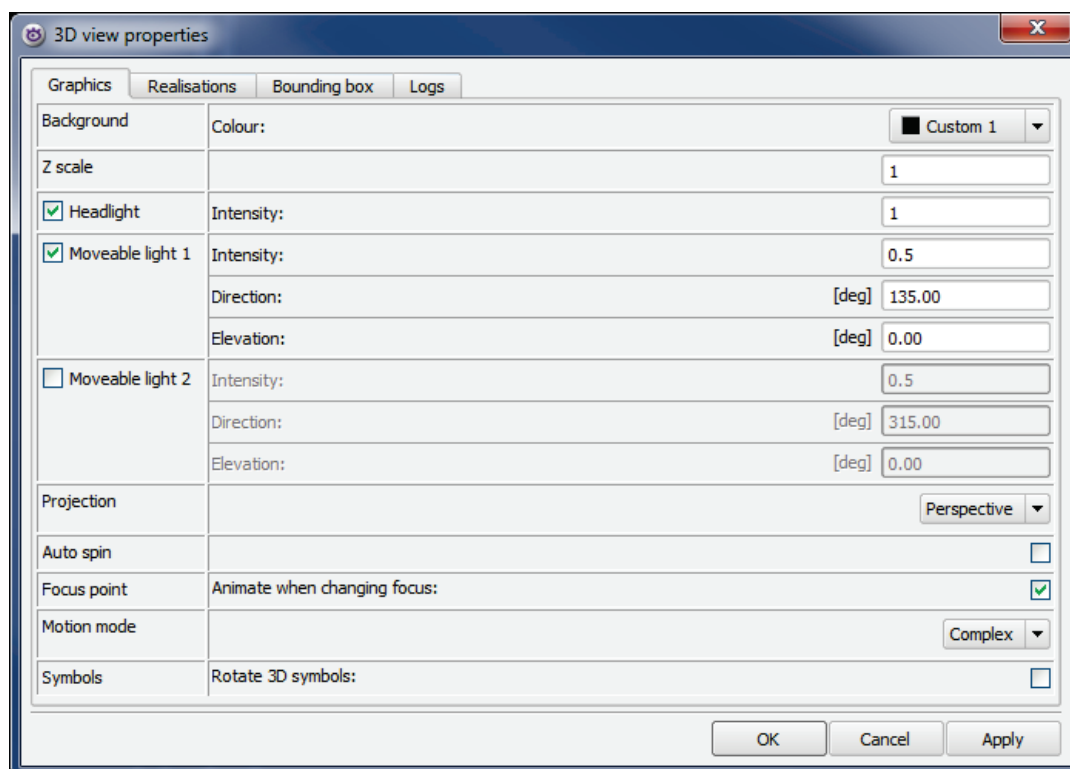 3D view properties
Graphics Realisations Bounding box Logs
Background Colour: Custom 1
Z scale 1
Headlight Intensity: 1
Moveable light 1 Intensity: 0.5
Direction: [deg] 135.00
Elevation: [deg] 0.00
Moveable light 2 Intensity: 0.5
Direction: [deg] 315.00
Elevation: [deg] 0.00
Projection Perspective
Auto spin
Focus point Animate when changing focus:
Motion mode Complex
Symbols Rotate 3D symbols:
OK Cancel Apply